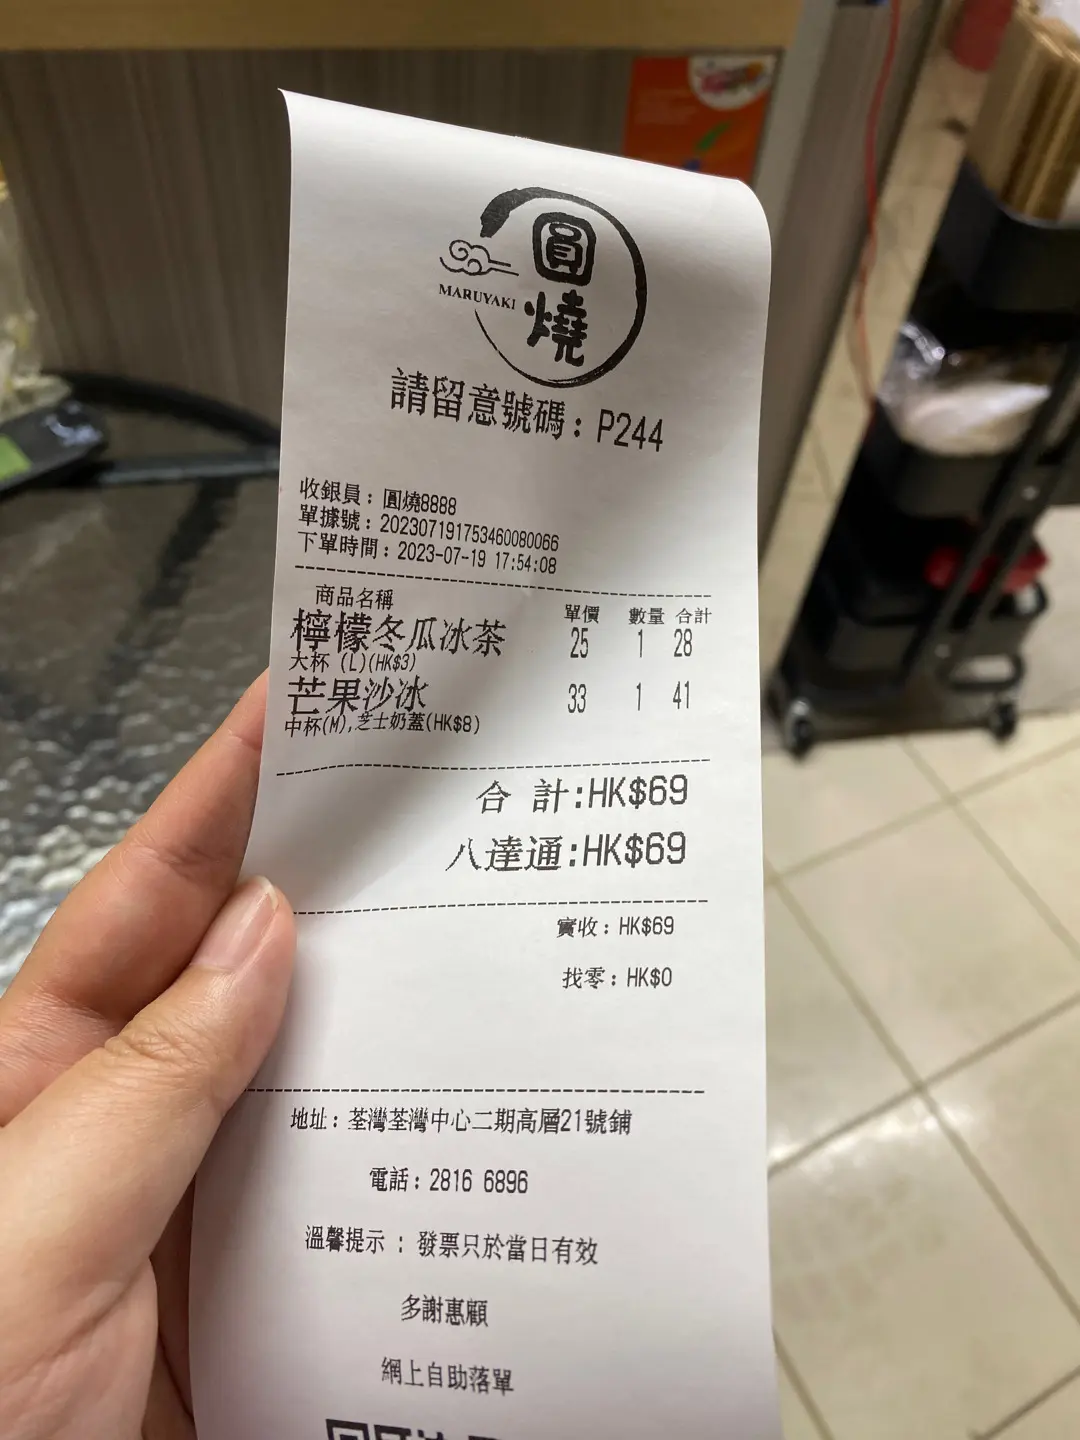 圓燒
MARUYAKI
請留意號碼：P244
收銀員：圓燒8888
單據號：202307191753460080066
下單時間：2023-07-19 17:54:08
商品名稱 單價 數量 合計
檸檬冬瓜冰茶 25 1 28
大杯 (L)(HK$3)
芒果沙冰 33 1 41
中杯(M),芝士奶蓋(HK$8)
合 計:HK$69
八達通:HK$69
實收：HK$69
找零：HK$0
地址：荃灣荃灣中心二期高層21號鋪
電話：2816 6896
溫馨提示 : 發票只於當日有效
多謝惠顧
網上自助落單